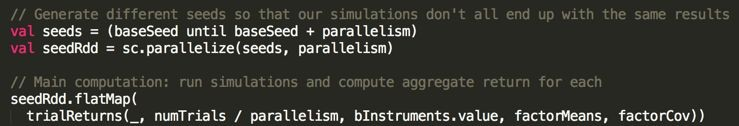 // Generate different seeds so that our simulations don't all end up with the same results
val seeds = (baseSeed until baseSeed + parallelism)
val seedRdd = sc.parallelize(seeds, parallelism)
// Main computation: run simulations and compute aggregate return for each
seedRdd.flatMap(
trialReturns(_, numTrials / parallelism, bInstruments.value, factorMeans, factorCov))